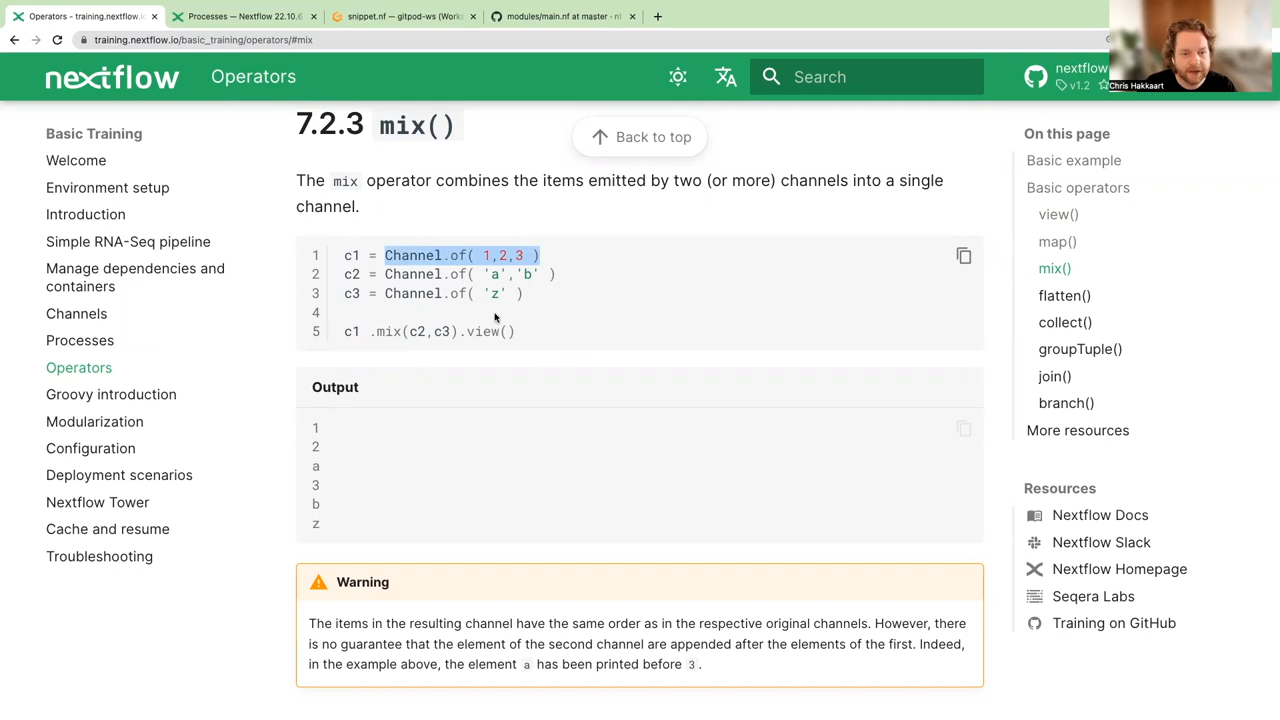 Operators - training.nextflow.i
Processes — Nextflow 22.10.6
snippet.nf — gitpod-ws (Works
modules/main.nf at master · nf
training.nextflow.io/basic_training/operators/#mix
nextflow
Operators
Search
nextflow
v1.2
Chris Hakkaart
Basic Training
Welcome
Environment setup
Introduction
Simple RNA-Seq pipeline
Manage dependencies and
containers
Channels
Processes
Operators
Groovy introduction
Modularization
Configuration
Deployment scenarios
Nextflow Tower
Cache and resume
Troubleshooting
7.2.3 mix()
Back to top
The mix operator combines the items emitted by two (or more) channels into a single
channel.
1 c1 = Channel.of( 1,2,3 )
2 c2 = Channel.of( 'a','b' )
3 c3 = Channel.of( 'z' )
4
5 c1 .mix(c2,c3).view()
Output
1
2
a
3
b
z
Warning
The items in the resulting channel have the same order as in the respective original channels. However, there
is no guarantee that the element of the second channel are appended after the elements of the first. Indeed,
in the example above, the element a has been printed before 3.
On this page
Basic example
Basic operators
view()
map()
mix()
flatten()
collect()
groupTuple()
join()
branch()
More resources
Resources
Nextflow Docs
Nextflow Slack
Nextflow Homepage
Seqera Labs
Training on GitHub